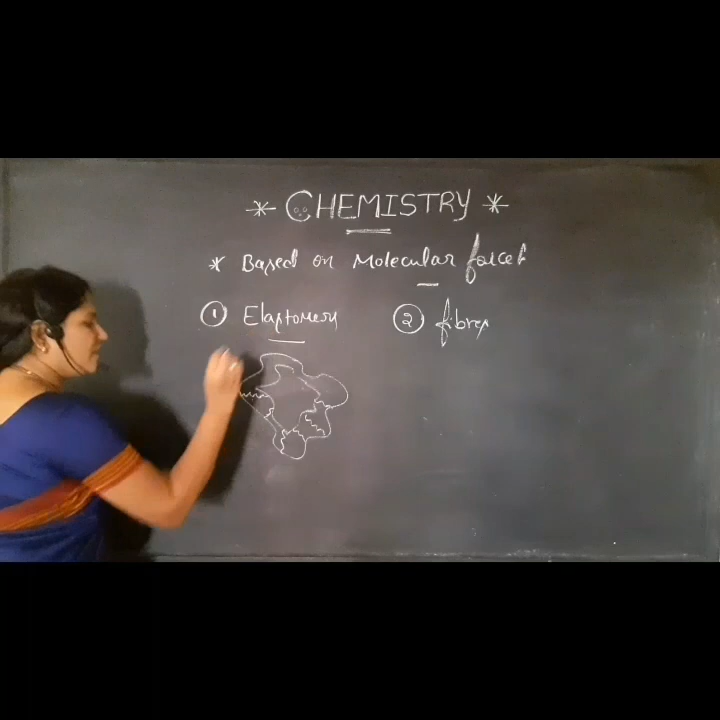 * CHEMISTRY *
* Based on Molecular forces
① Elastomers ② fibres